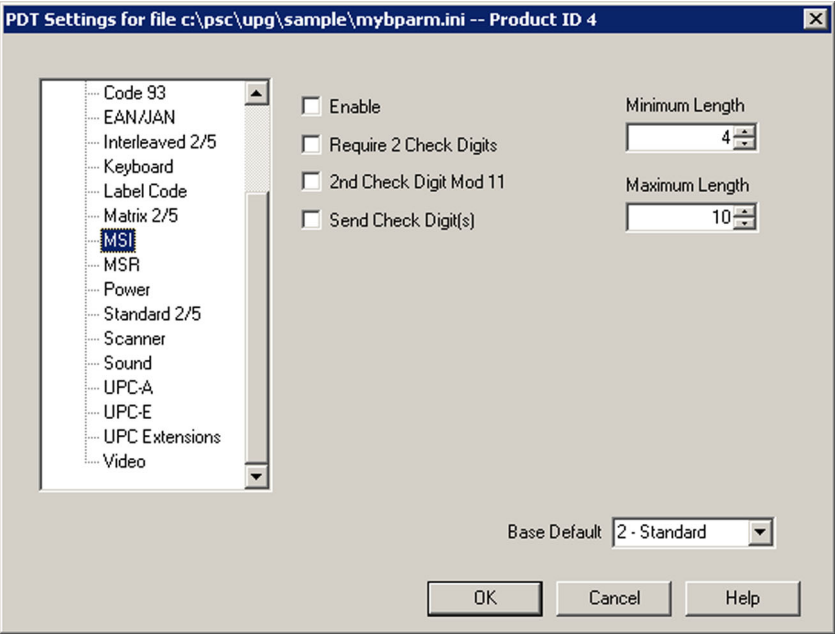 PDT Settings for file c:\psc\upg\sample\mybparm.ini -- Product ID 4
Code 93
EAN/JAN
Interleaved 2/5
Keyboard
Label Code
Matrix 2/5
MSI
MSR
Power
Standard 2/5
Scanner
Sound
UPC-A
UPC-E
UPC Extensions
Video
Enable
Require 2 Check Digits
2nd Check Digit Mod 11
Send Check Digit(s)
Minimum Length
4
Maximum Length
10
Base Default 2 - Standard
OK Cancel Help